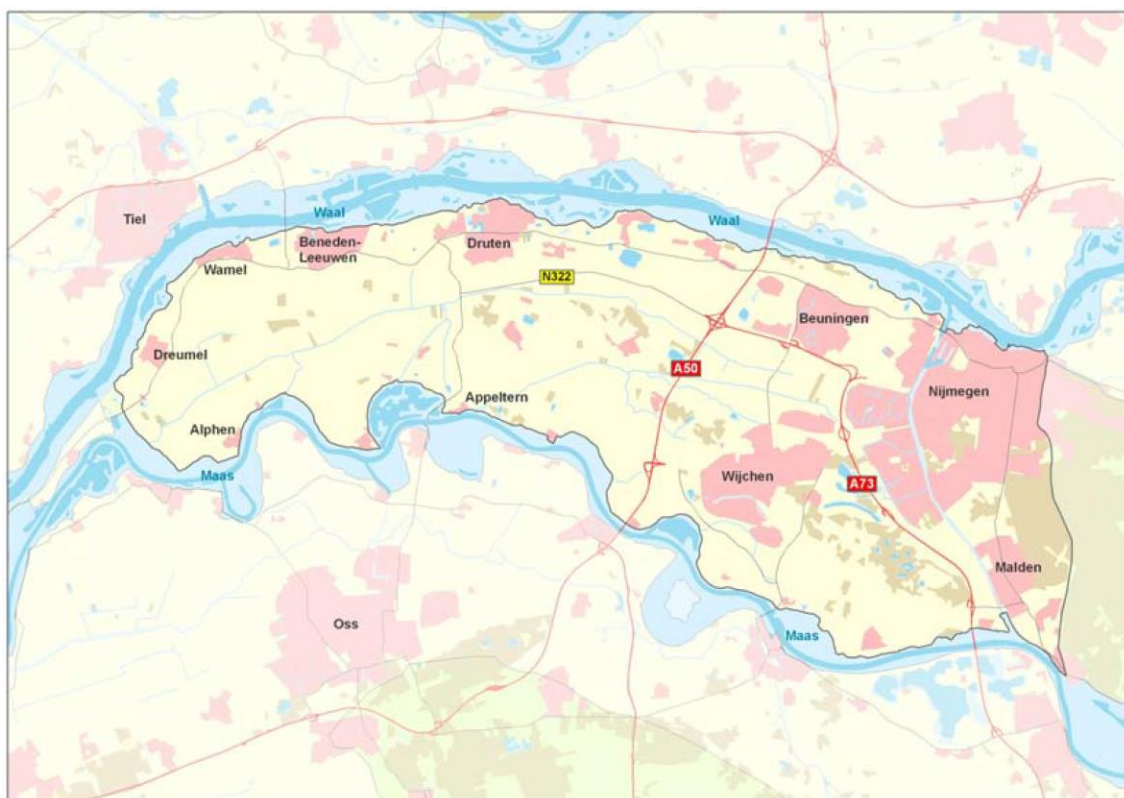 Waal
Waal
Tiel
Beneden-
Leeuwen
Druten
Wamel
N322
Beuningen
Dreumel
A50
Nijmegen
Appeltern
Alphen
Maas
Wijchen
A73
Malden
Oss
Maas